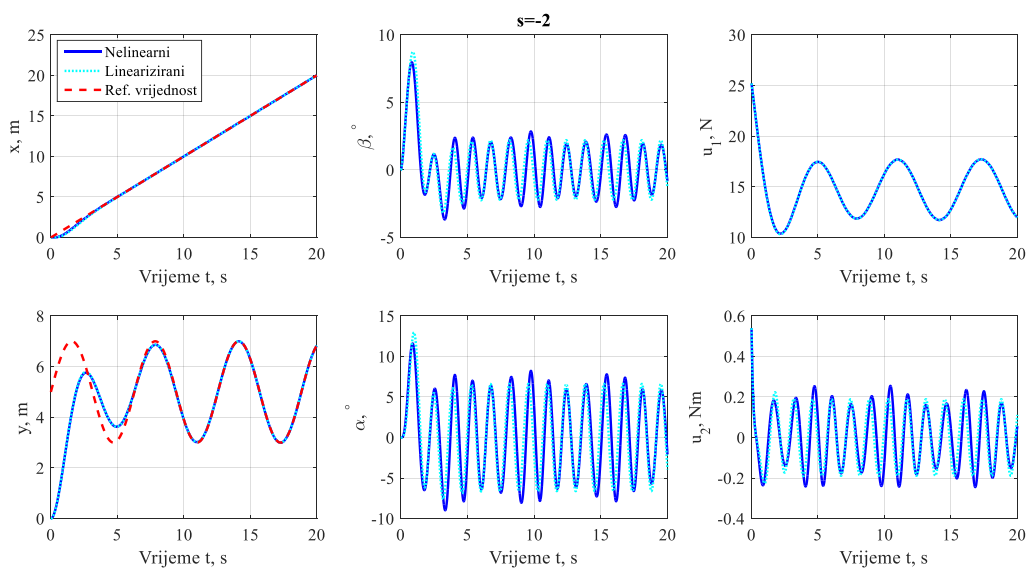 s=-2
25
20
15
10
5
0
x, m
Nelinearni
Linearizirani
Ref. vrijednost
0 5 10 15 20
Vrijeme t, s
10
5
0
-5
β, °
0 5 10 15 20
Vrijeme t, s
30
25
20
15
10
u₁, N
0 5 10 15 20
Vrijeme t, s
8
6
4
2
0
y, m
0 5 10 15 20
Vrijeme t, s
15
10
5
0
-5
-10
α, °
0 5 10 15 20
Vrijeme t, s
0.6
0.4
0.2
0
-0.2
-0.4
u₂, Nm
0 5 10 15 20
Vrijeme t, s